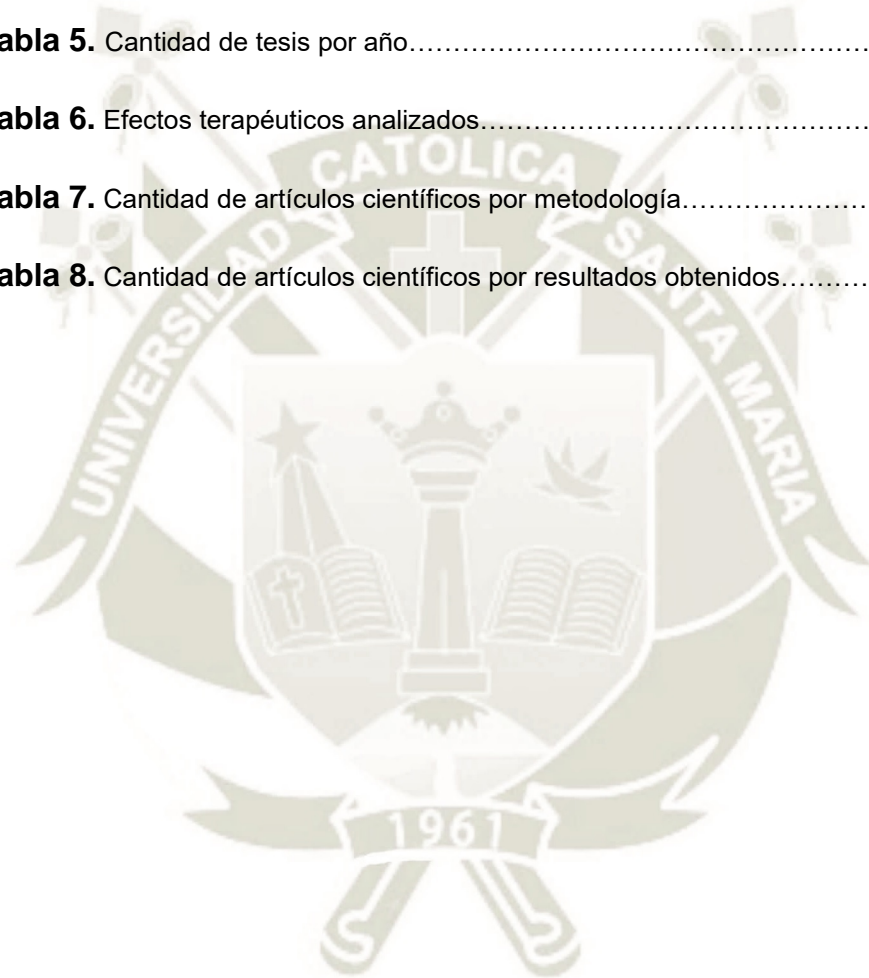 abla 5. Cantidad de tesis por año……………………………………………….
abla 6. Efectos terapéuticos analizados……………………………………….
abla 7. Cantidad de artículos científicos por metodología…………………
abla 8. Cantidad de artículos científicos por resultados obtenidos……….
UNIVERSIDAD CATOLICA SANTA MARIA
1961